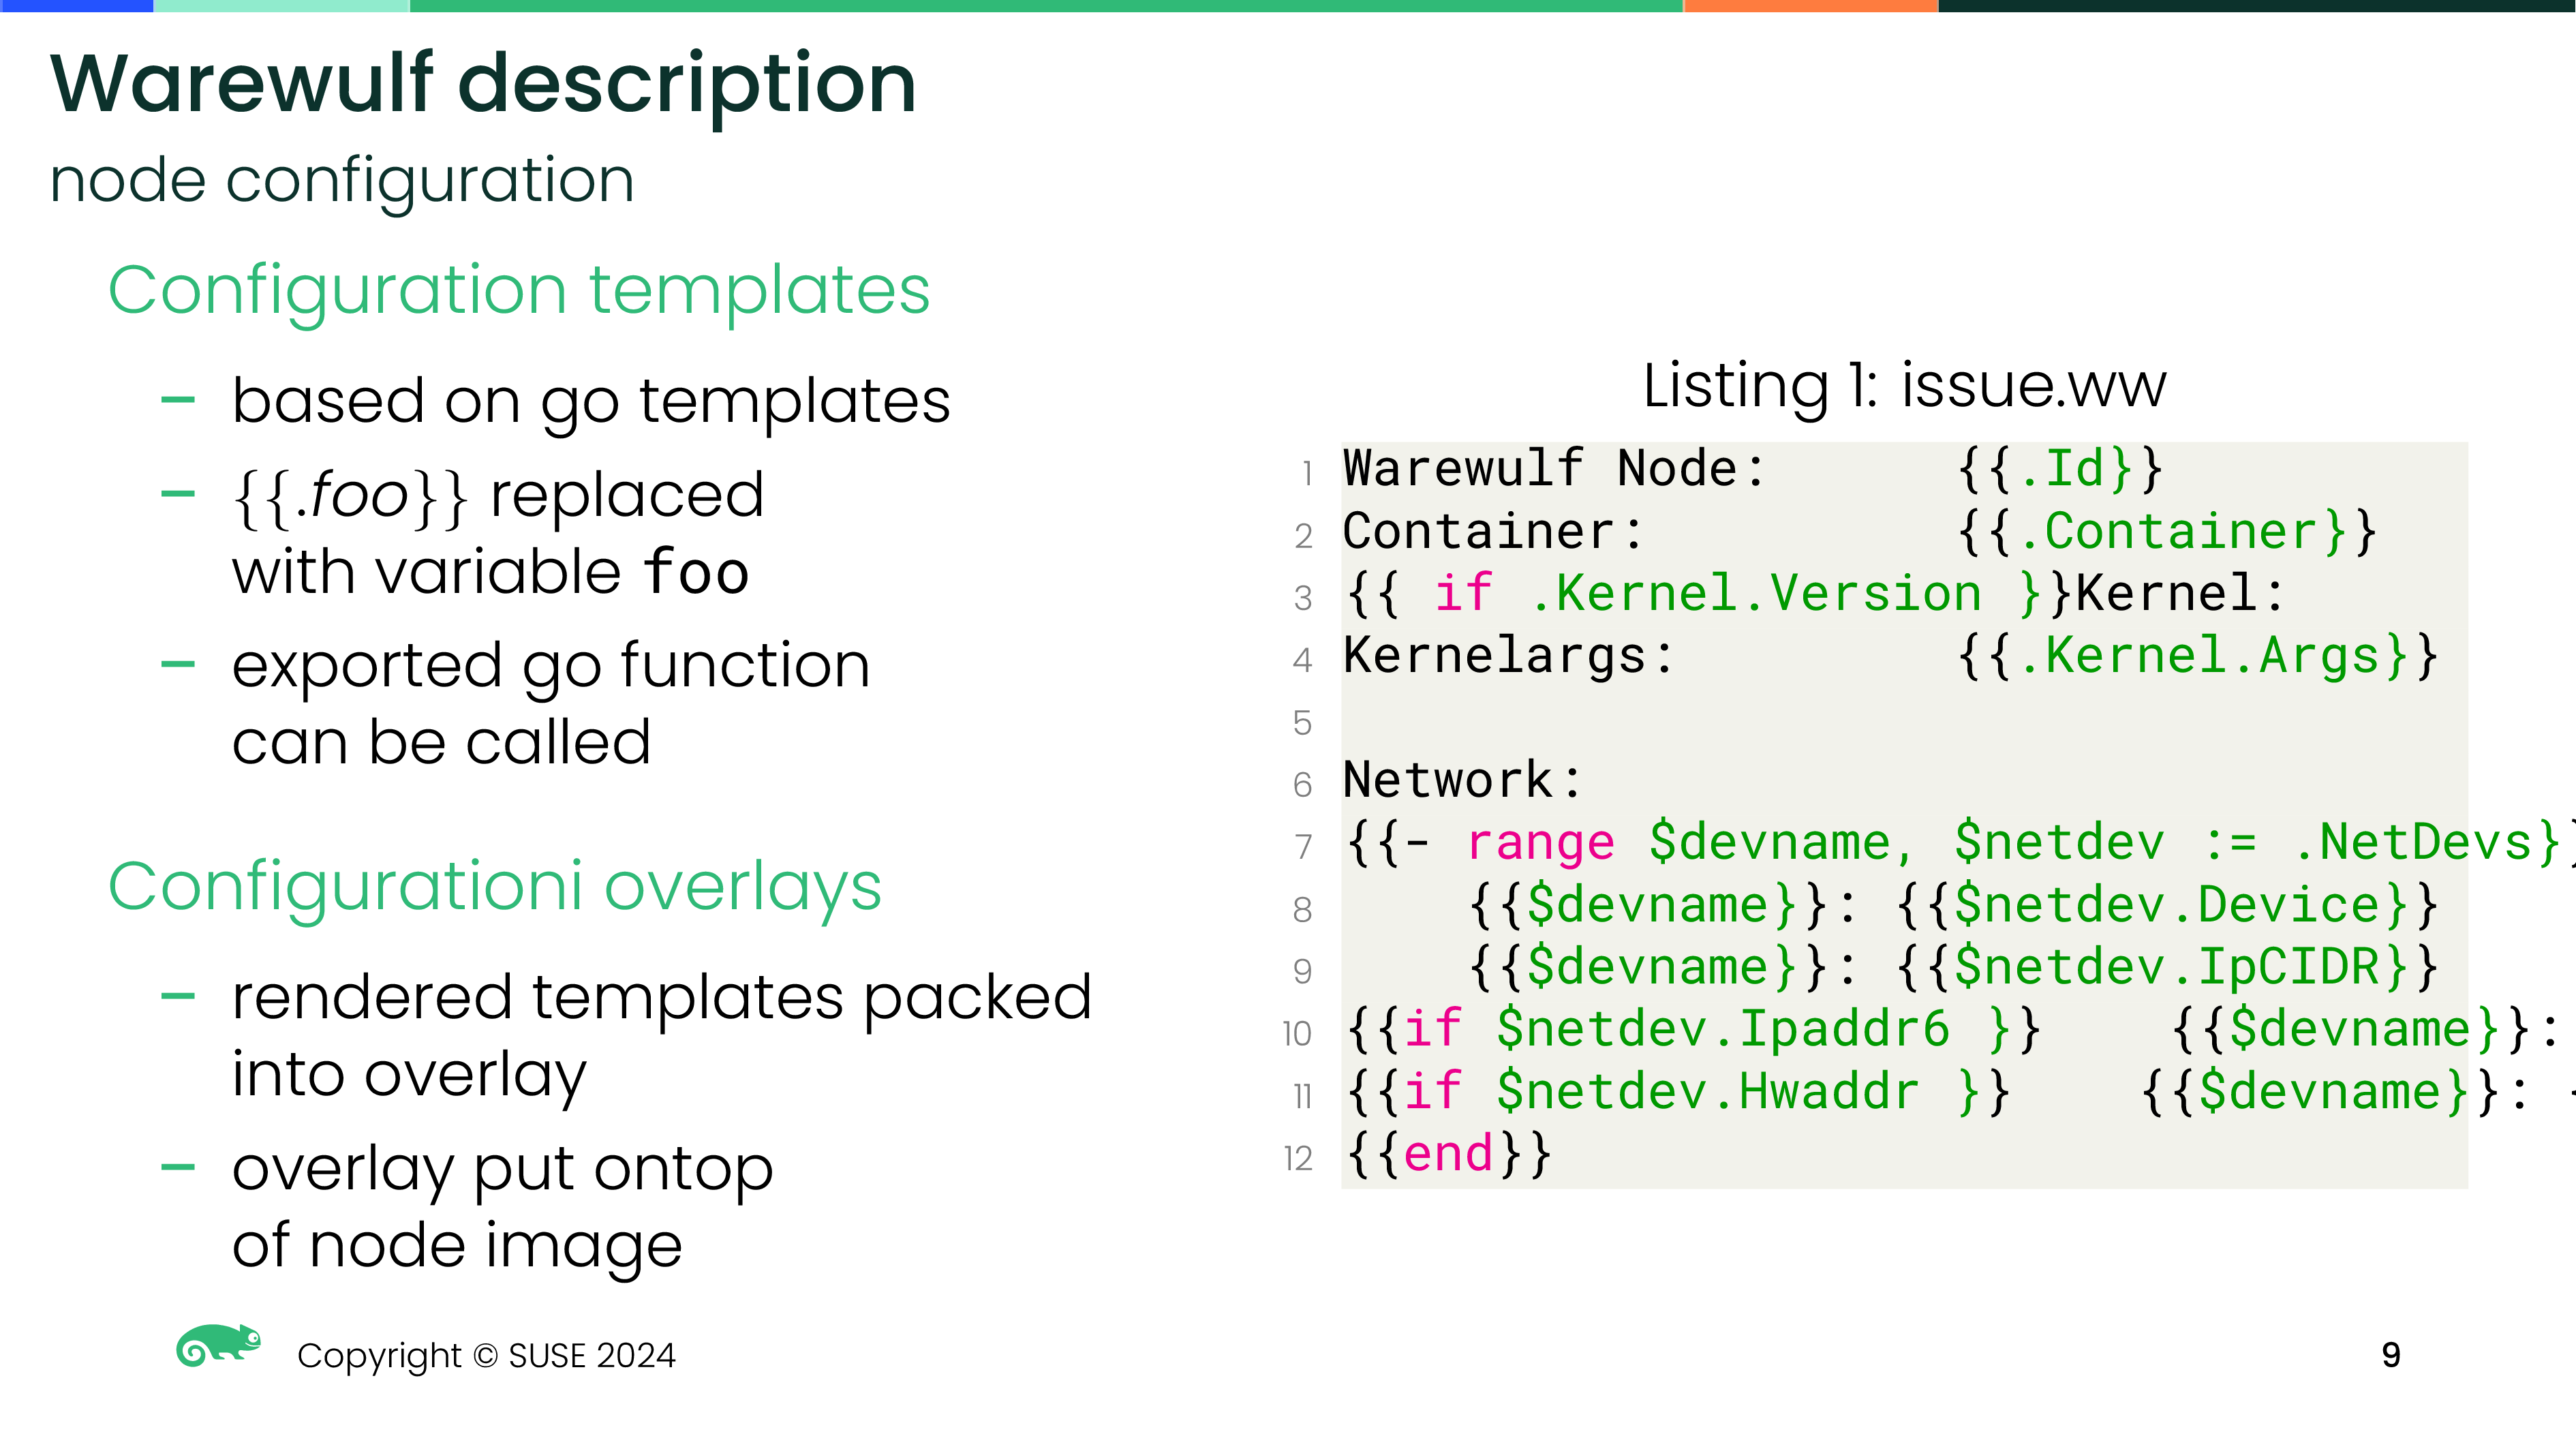 Warewulf description
node configuration
Configuration templates
– based on go templates
– {{.foo}} replaced
with variable foo
– exported go function
can be called
Configurationi overlays
– rendered templates packed
into overlay
– overlay put ontop
of node image
Listing 1: issue.ww
1 Warewulf Node:      {{.Id}}
2 Container:          {{.Container}}
3 {{ if .Kernel.Version }}Kernel:
4 Kernelargs:         {{.Kernel.Args}}
5
6 Network:
7 {{- range $devname, $netdev := .NetDevs}}
8     {{$devname}}: {{$netdev.Device}}
9     {{$devname}}: {{$netdev.IpCIDR}}
10 {{if $netdev.Ipaddr6 }}    {{$devname}}:
11 {{if $netdev.Hwaddr }}    {{$devname}}: {
12 {{end}}
Copyright © SUSE 2024
9